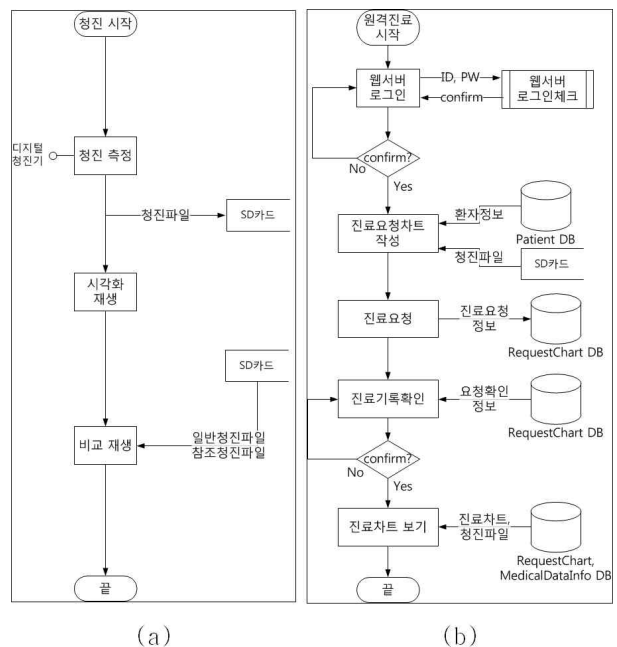 청진 시작
디지털
청진기
청진 측정
청진파일
SD카드
시각화
재생
SD카드
비교 재생
일반청진파일
참조청진파일
끝
(a)
원격진료
시작
웹서버
로그인
ID, PW
confirm
웹서버
로그인체크
confirm?
No
Yes
진료요청차트
작성
환자정보
Patient DB
청진파일
SD카드
진료요청
진료요청
정보
RequestChart DB
진료기록확인
요청확인
정보
RequestChart DB
confirm?
No
Yes
진료차트 보기
진료차트,
청진파일
RequestChart,
MedicalDataInfo DB
끝
(b)